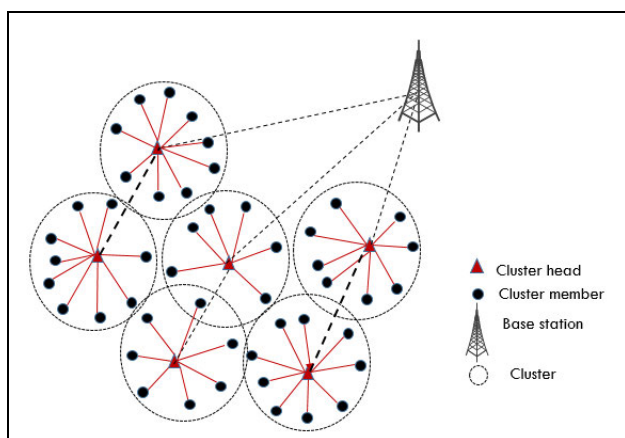 Cluster head
Cluster member
Base station
Cluster